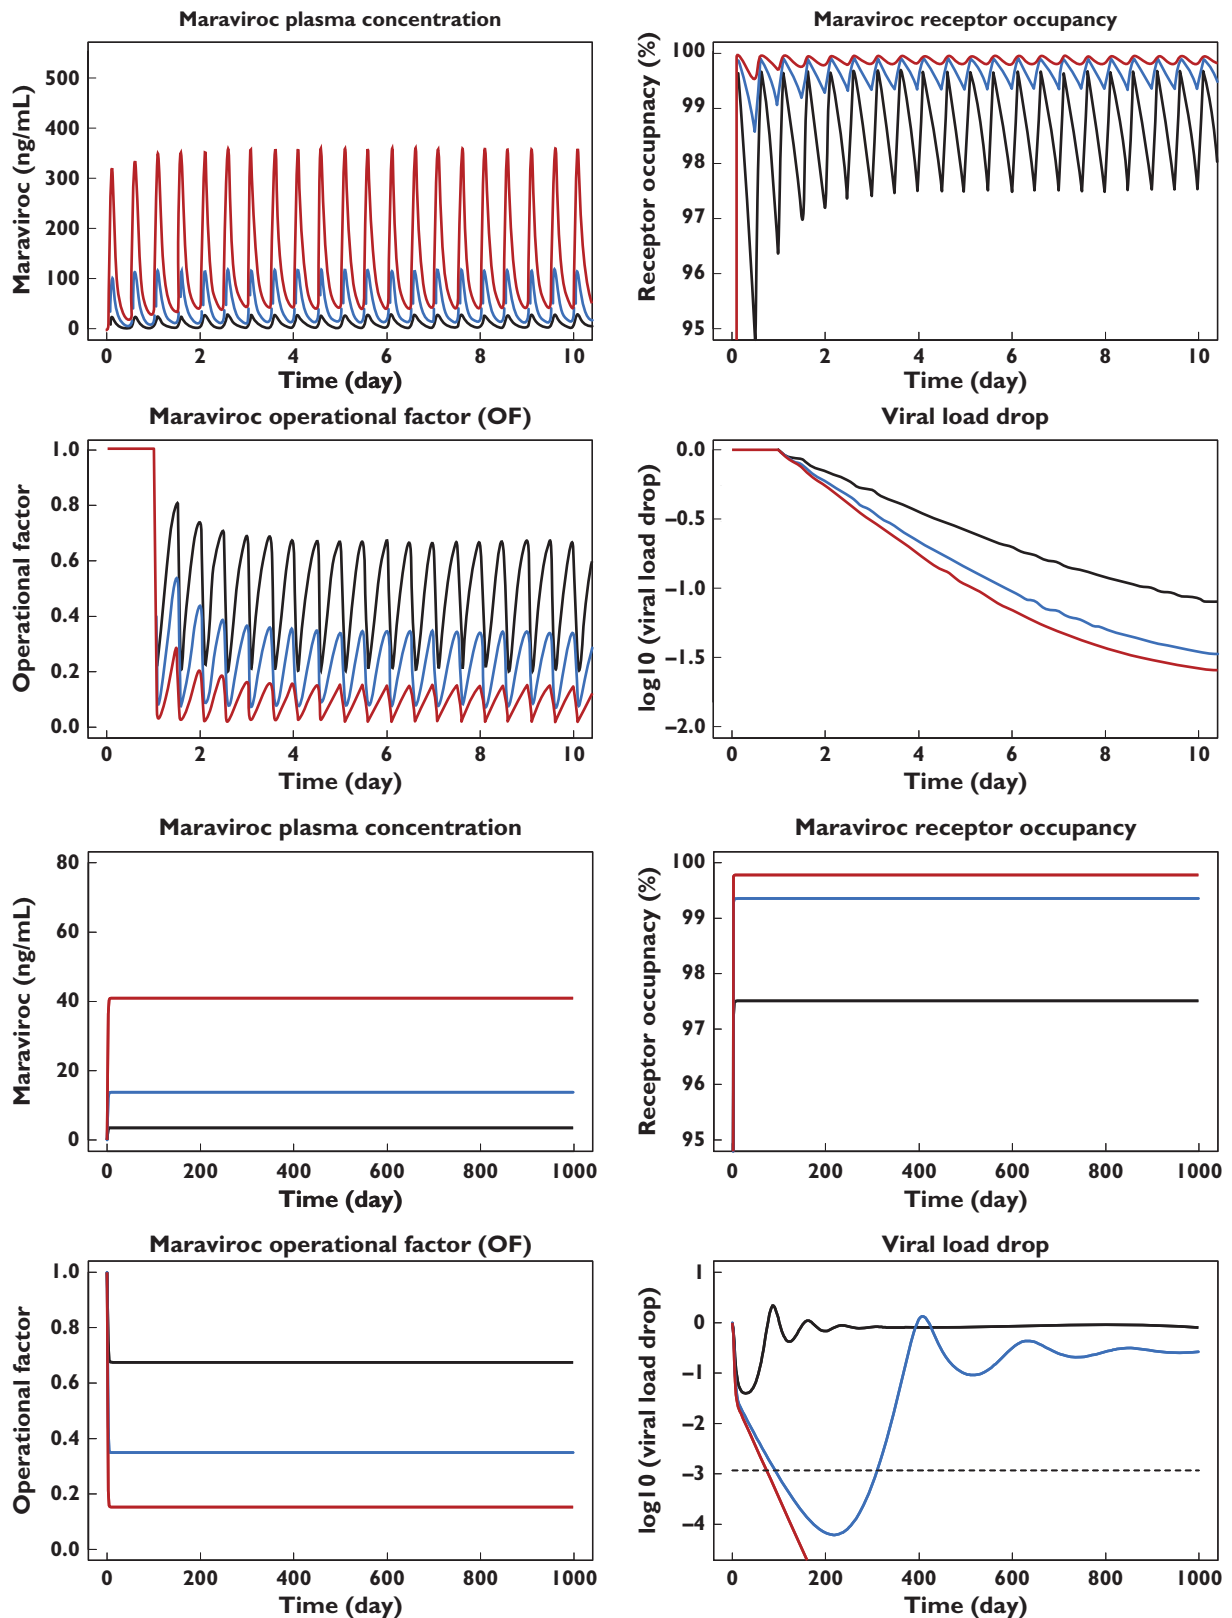 Maraviroc plasma concentration
Maraviroc (ng/mL)
500
400
300
200
100
0
0 2 4 6 8 10
Time (day)
Maraviroc receptor occupancy
Receptor occupnacy (%)
100
99
98
97
96
95
0 2 4 6 8 10
Time (day)
Maraviroc operational factor (OF)
Operational factor
1.0
0.8
0.6
0.4
0.2
0.0
0 2 4 6 8 10
Time (day)
Viral load drop
log10 (viral load drop)
0.0
−0.5
−1.0
−1.5
−2.0
0 2 4 6 8 10
Time (day)
Maraviroc plasma concentration
Maraviroc (ng/mL)
80
60
40
20
0
0 200 400 600 800 1000
Time (day)
Maraviroc receptor occupancy
Receptor occupnacy (%)
100
99
98
97
96
95
0 200 400 600 800 1000
Time (day)
Maraviroc operational factor (OF)
Operational factor
1.0
0.8
0.6
0.4
0.2
0.0
0 200 400 600 800 1000
Time (day)
Viral load drop
log10 (viral load drop)
1
0
−1
−2
−3
−4
0 200 400 600 800 1000
Time (day)